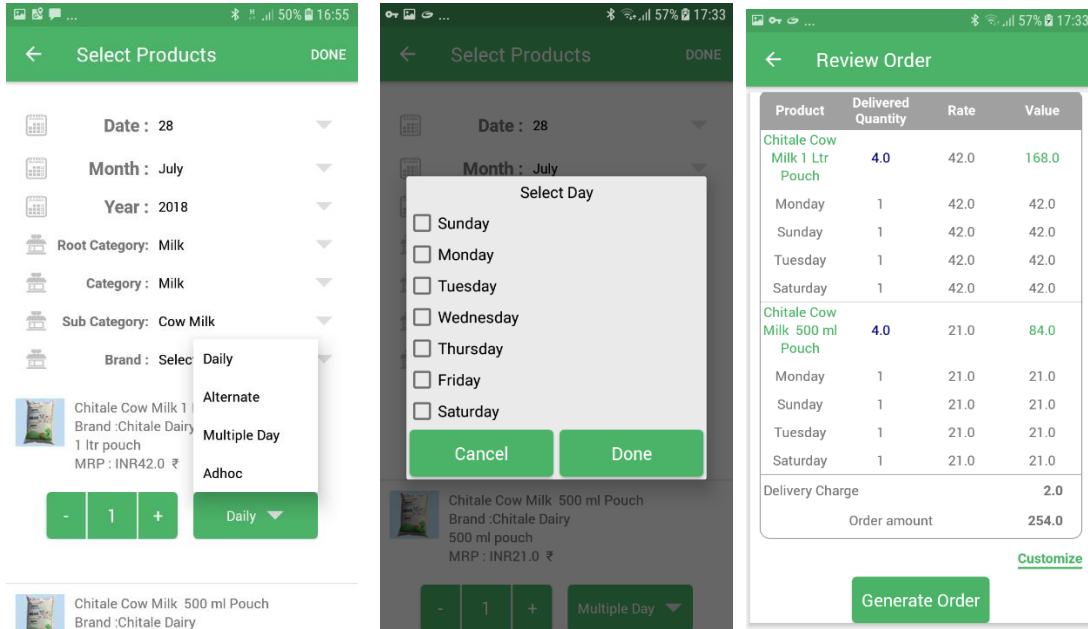 ... 50% 16:55
Select Products DONE
Date : 28
Month : July
Year : 2018
Root Category: Milk
Category : Milk
Sub Category: Cow Milk
Brand : Selec
Daily
Alternate
Multiple Day
Adhoc
Chitale Cow Milk 1
Brand :Chitale Dairy
1 ltr pouch
MRP : INR42.0 ₹
- 1 + Daily
Chitale Cow Milk 500 ml Pouch
Brand :Chitale Dairy
... 57% 17:33
Select Products DONE
Date : 28
Month : July
Select Day
Sunday
Monday
Tuesday
Wednesday
Thursday
Friday
Saturday
Cancel Done
Chitale Cow Milk 500 ml Pouch
Brand :Chitale Dairy
500 ml pouch
MRP : INR21.0 ₹
- 1 + Multiple Day
... 57% 17:33
Review Order
Product Delivered Quantity Rate Value
Chitale Cow
Milk 1 Ltr 4.0 42.0 168.0
Pouch
Monday 1 42.0 42.0
Sunday 1 42.0 42.0
Tuesday 1 42.0 42.0
Saturday 1 42.0 42.0
Chitale Cow
Milk 500 ml 4.0 21.0 84.0
Pouch
Monday 1 21.0 21.0
Sunday 1 21.0 21.0
Tuesday 1 21.0 21.0
Saturday 1 21.0 21.0
Delivery Charge 2.0
Order amount 254.0
Customize
Generate Order